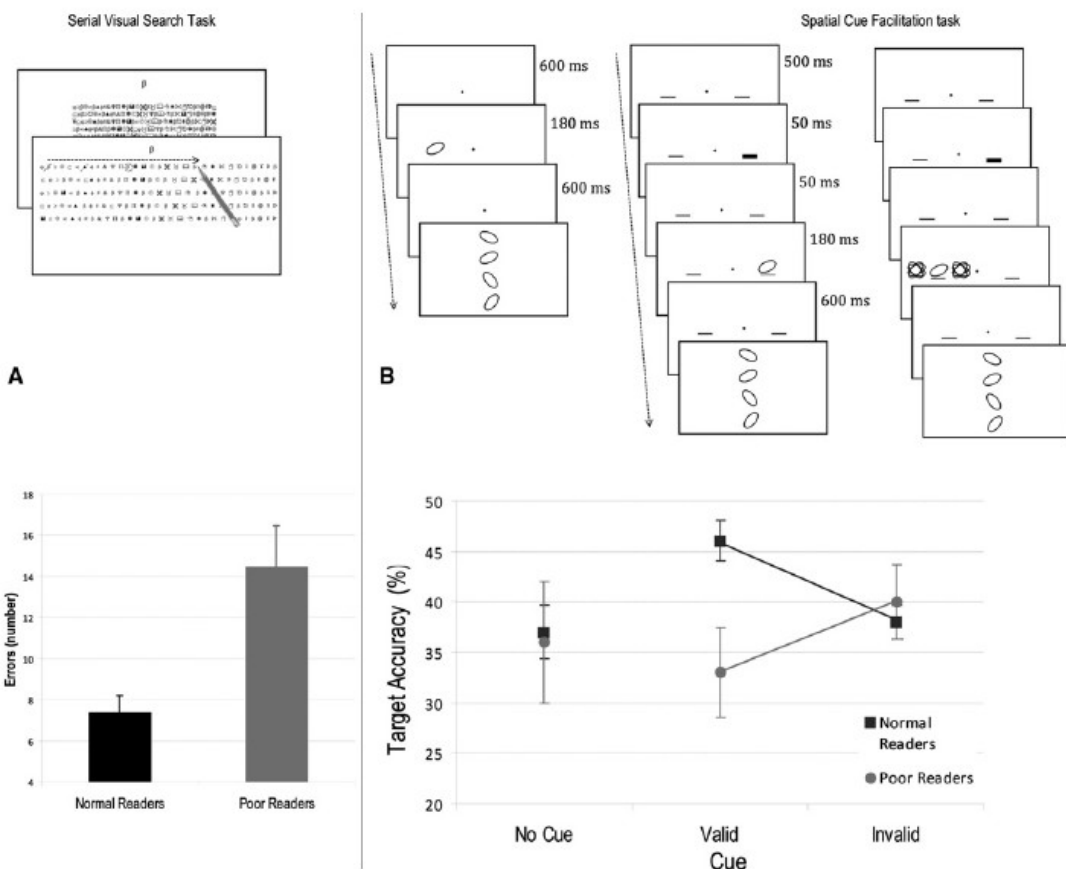 Serial Visual Search Task
β
β
A
Spatial Cue Facilitation task
600 ms
180 ms
600 ms
500 ms
50 ms
50 ms
180 ms
600 ms
B
18
16
14
12
10
8
6
4
Errors (number)
Normal Readers
Poor Readers
50
45
40
35
30
25
20
Target Accuracy (%)
No Cue
Valid
Invalid
Cue
Normal
Readers
Poor Readers